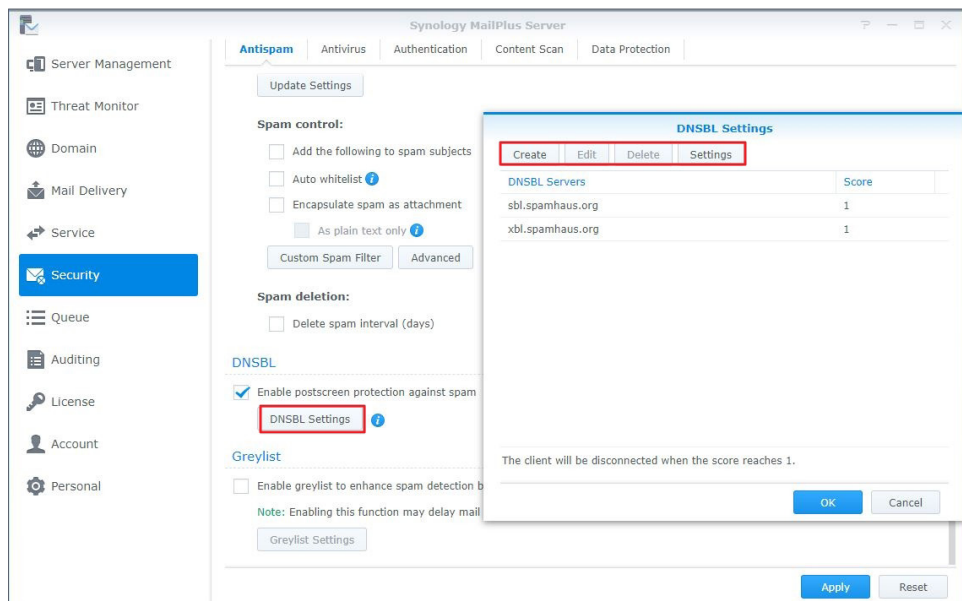 Synology MailPlus Server
Server Management
Threat Monitor
Domain
Mail Delivery
Service
Security
Queue
Auditing
License
Account
Personal
Antispam Antivirus Authentication Content Scan Data Protection
Update Settings
Spam control:
Add the following to spam subjects
Auto whitelist
Encapsulate spam as attachment
As plain text only
Custom Spam Filter Advanced
Spam deletion:
Delete spam interval (days)
DNSBL
Enable postscreen protection against spam
DNSBL Settings
Greylist
Enable greylist to enhance spam detection b
Note: Enabling this function may delay mail
Greylist Settings
DNSBL Settings
Create Edit Delete Settings
DNSBL Servers Score
sbl.spamhaus.org 1
xbl.spamhaus.org 1
The client will be disconnected when the score reaches 1.
OK Cancel
Apply Reset